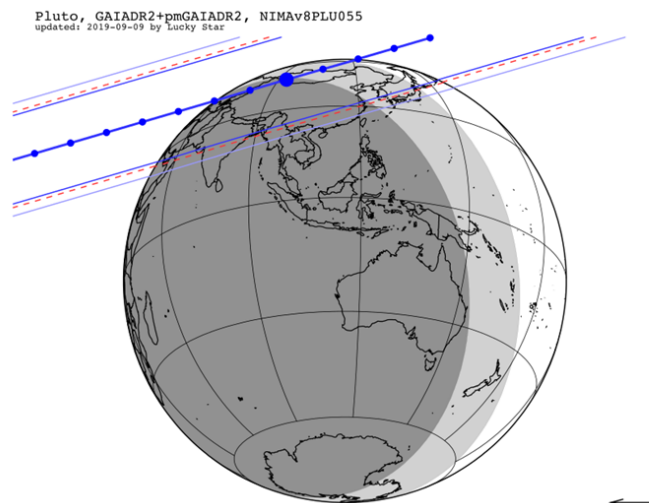 Pluto, GAIADR2+pmGAIADR2, NIMAv8PLU055
updated: 2019-09-09 by Lucky Star